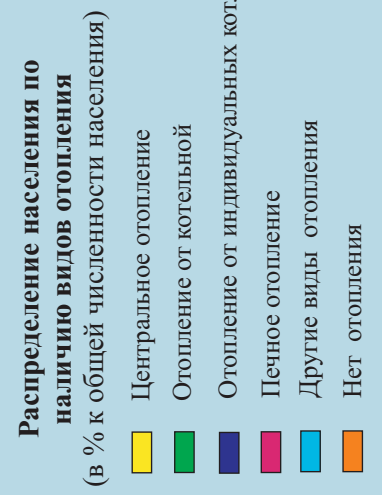 Распределение населения по
наличию видов отопления
(в % к общей численности населения)
Центральное отопление
Отопление от котельной
Отопление от индивидуальных кот
Печное отопление
Другие виды отопления
Нет отопления